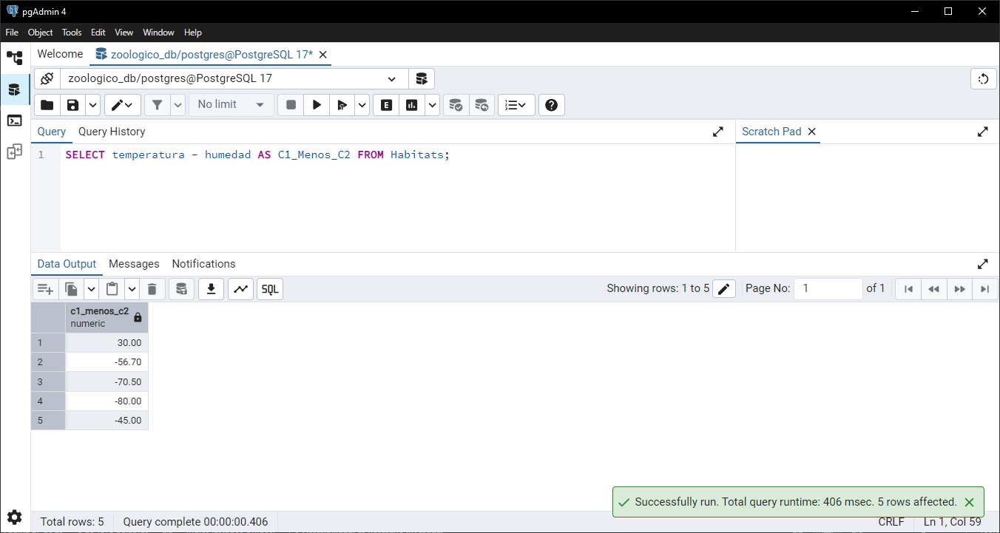 pgAdmin 4
File Object Tools Edit View Window Help
Welcome zoologico_db/postgres@PostgreSQL 17*
zoologico_db/postgres@PostgreSQL 17
No limit E
Query Query History Scratch Pad
1 SELECT temperatura - humedad AS C1_Menos_C2 FROM Habitats;
Data Output Messages Notifications
SQL Showing rows: 1 to 5 Page No: 1 of 1
c1_menos_c2
numeric
1 30.00
2 -56.70
3 -70.50
4 -80.00
5 -45.00
Successfully run. Total query runtime: 406 msec. 5 rows affected.
Total rows: 5 Query complete 00:00:00.406 CRLF Ln 1, Col 59